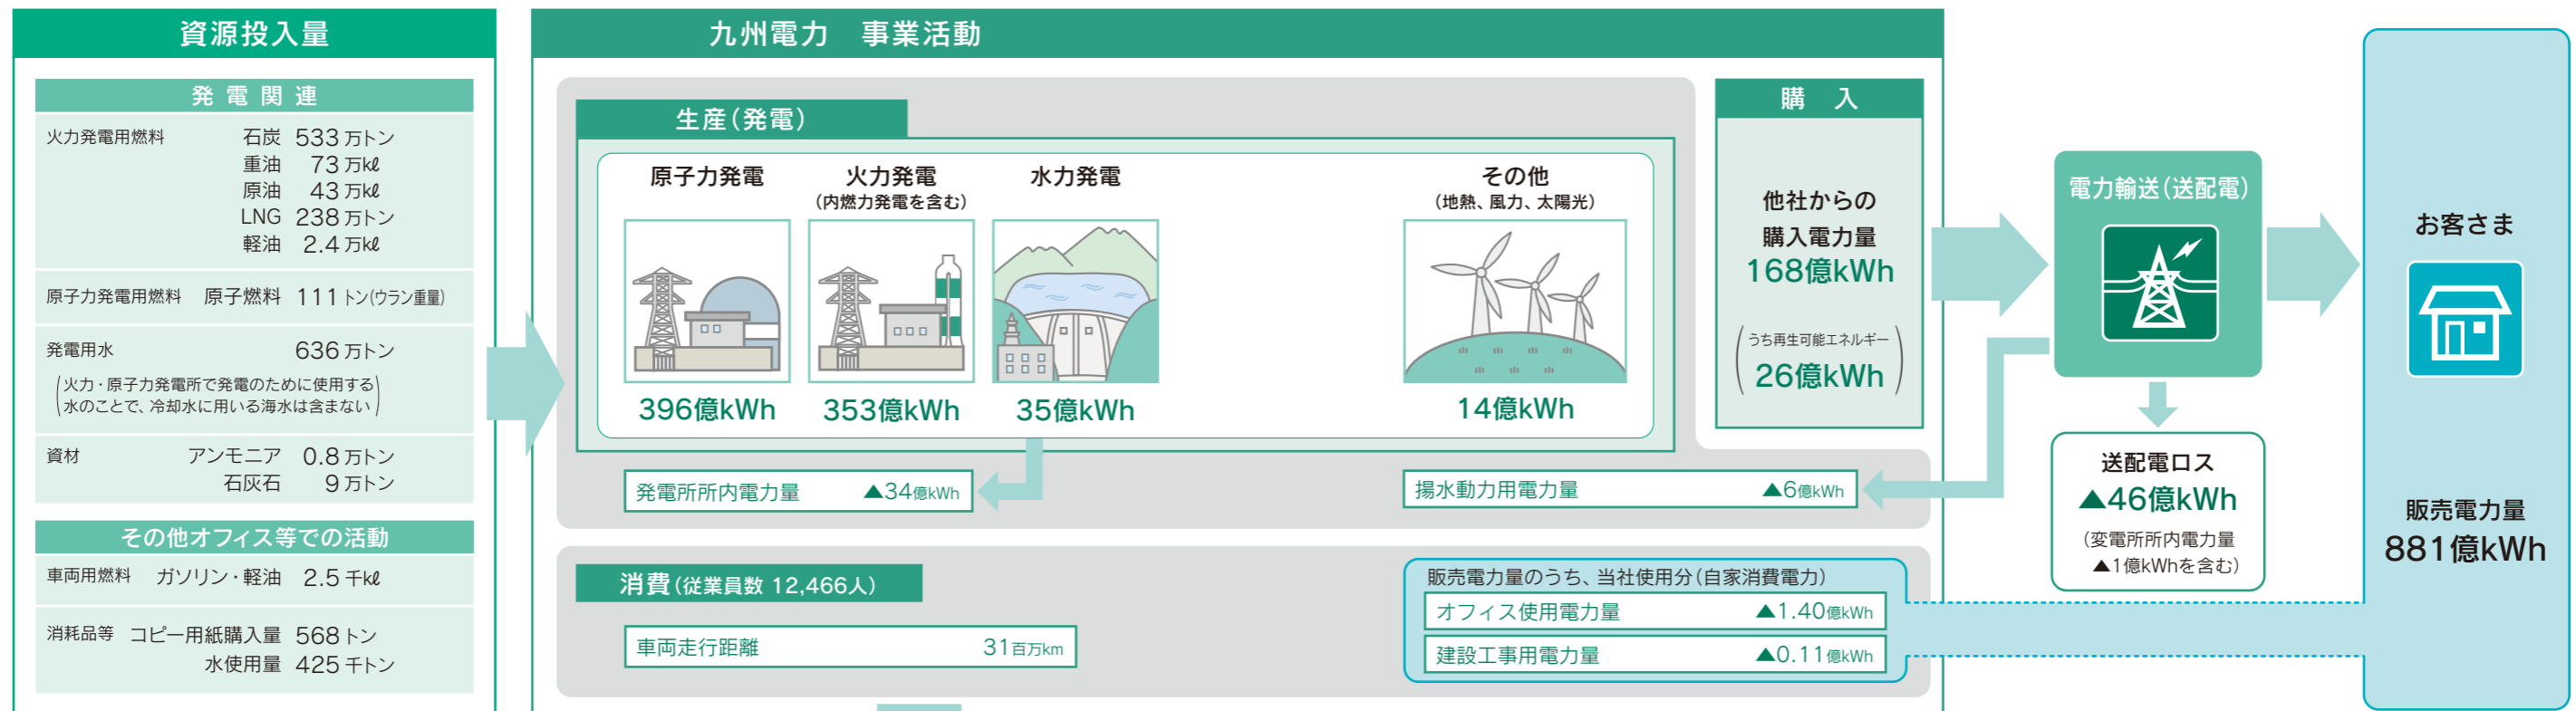 資源投入量
発電関連
火力発電用燃料 石炭 533万トン
重油 73万kℓ
原油 43万kℓ
LNG 238万トン
軽油 2.4万kℓ
原子力発電用燃料 原子燃料 111トン(ウラン重量)
発電用水 636万トン
(火力・原子力発電所で発電のために使用する
水のことで、冷却水に用いる海水は含まない)
資材 アンモニア 0.8万トン
石灰石 9万トン
その他オフィス等での活動
車両用燃料 ガソリン・軽油 2.5千kℓ
消耗品等 コピー用紙購入量 568トン
水使用量 425千トン
九州電力 事業活動
生産(発電)
原子力発電
396億kWh
火力発電
(内燃力発電を含む)
353億kWh
水力発電
35億kWh
その他
(地熱、風力、太陽光)
14億kWh
発電所所内電力量 ▲34億kWh
購入
他社からの
購入電力量
168億kWh
(うち再生可能エネルギー
26億kWh)
揚水動力用電力量 ▲6億kWh
消費(従業員数 12,466人)
車両走行距離 31百万km
販売電力量のうち、当社使用分(自家消費電力)
オフィス使用電力量 ▲1.40億kWh
建設工事用電力量 ▲0.11億kWh
電力輸送(送配電)
送配電ロス
▲46億kWh
(変電所所内電力量
▲1億kWhを含む)
お客さま
販売電力量
881億kWh